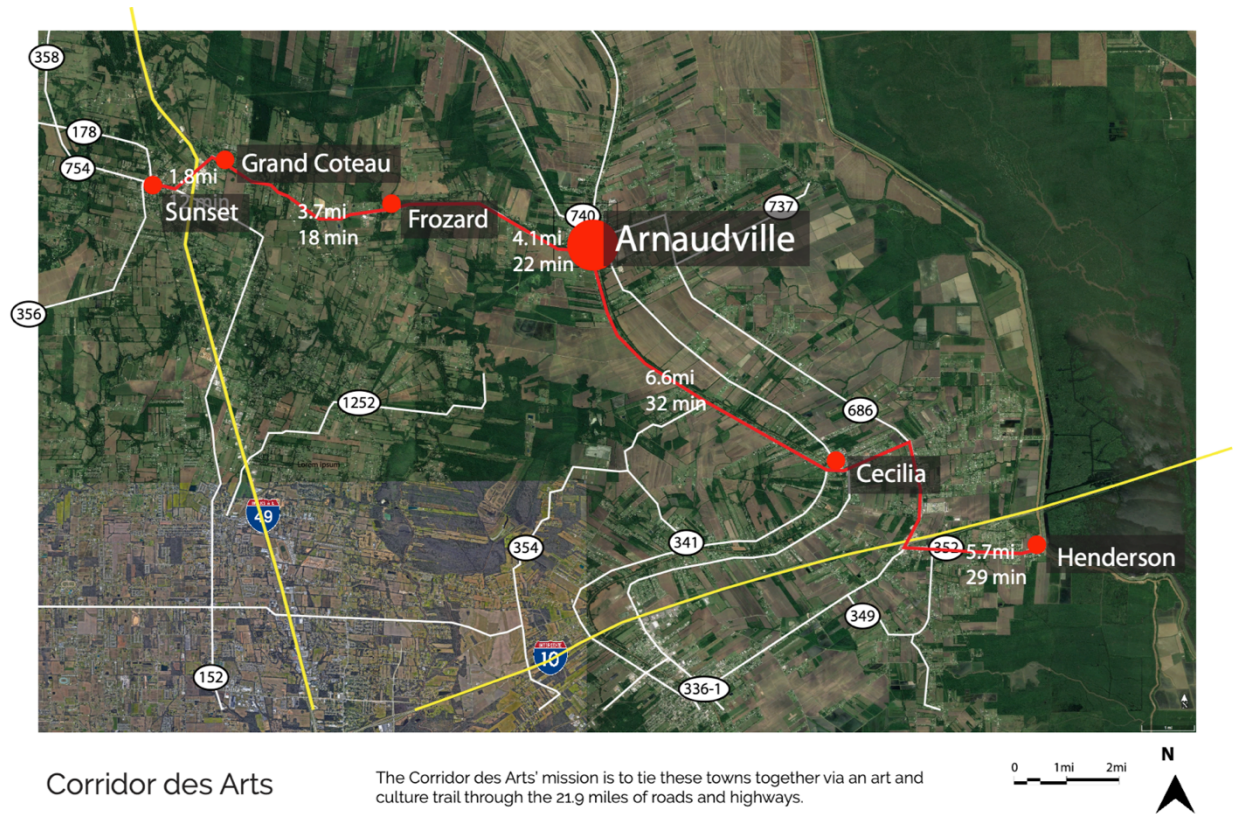 358
178
754
1.8mi
Grand Coteau
Sunset
3.7mi
18 min
Frozard
740
4.1mi
22 min
Arnaudville
737
356
1252
6.6mi
32 min
686
Cecilia
Lorem ipsum
49
354
341
352
5.7mi
29 min
Henderson
349
10
152
336-1
Corridor des Arts
The Corridor des Arts' mission is to tie these towns together via an art and
culture trail through the 21.9 miles of roads and highways.
0 1mi 2mi
N